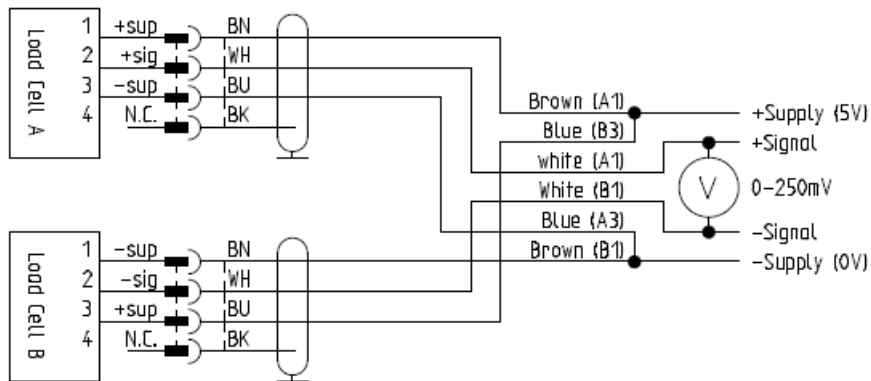 Load Cell A
1 +sup BN
2 +sig WH
3 -sup BU
4 N.C. BK
Load Cell B
1 -sup BN
2 -sig WH
3 +sup BU
4 N.C. BK
Brown (A1)
Blue (B3)
white (A1)
White (B1)
Blue (A3)
Brown (B1)
+Supply (5V)
+Signal
V 0-250mV
-Signal
-Supply (0V)